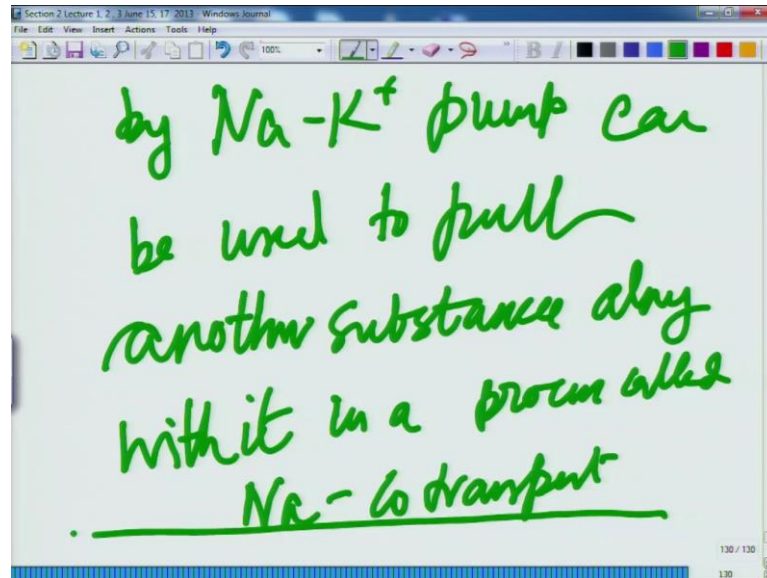 Section 2 Lecture 1, 2 , 3 June 15, 17 2013 - Windows Journal
File Edit View Insert Actions Tools Help
100% B I
by Na-K⁺ pump can
be used to pull
another substance along
with it in a process called
Na-Cotransport
130 / 130
130